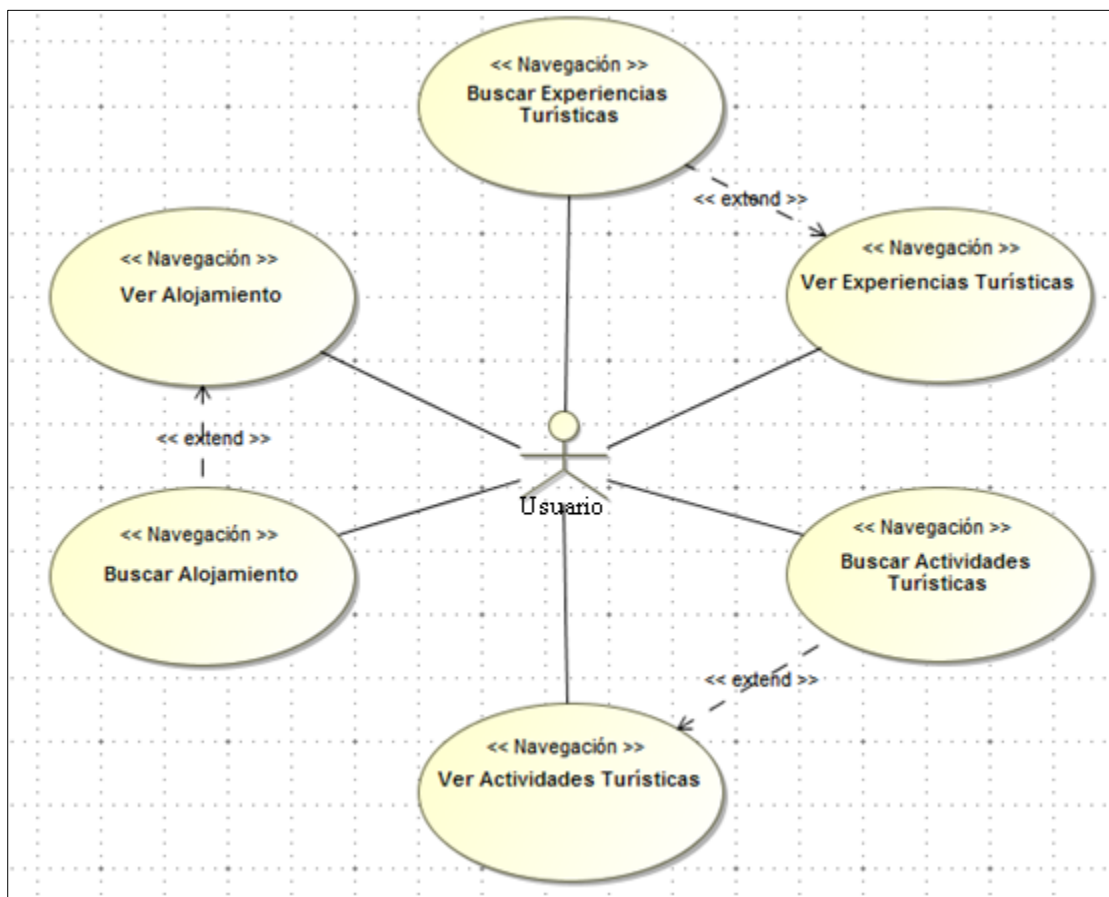 << Navegación >>
Buscar Experiencias
Turísticas
<< extend >>
<< Navegación >>
Ver Alojamiento
<< Navegación >>
Ver Experiencias Turísticas
<< extend >>
Usuario
<< Navegación >>
Buscar Alojamiento
<< Navegación >>
Buscar Actividades
Turísticas
<< extend >>
<< Navegación >>
Ver Actividades Turísticas